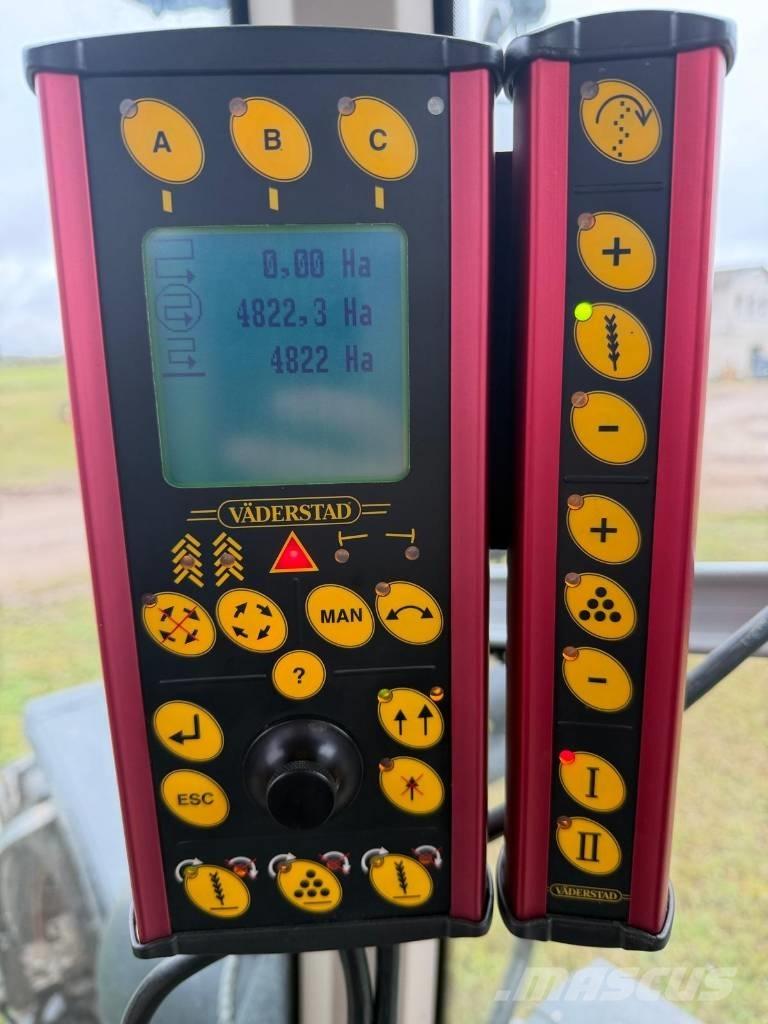 A B C
0,00 Ha
4822,3 Ha
4822 Ha
VÄDERSTAD
MAN
?
ESC
+
-
+
-
I
II
VÄDERSTAD
MASCUS